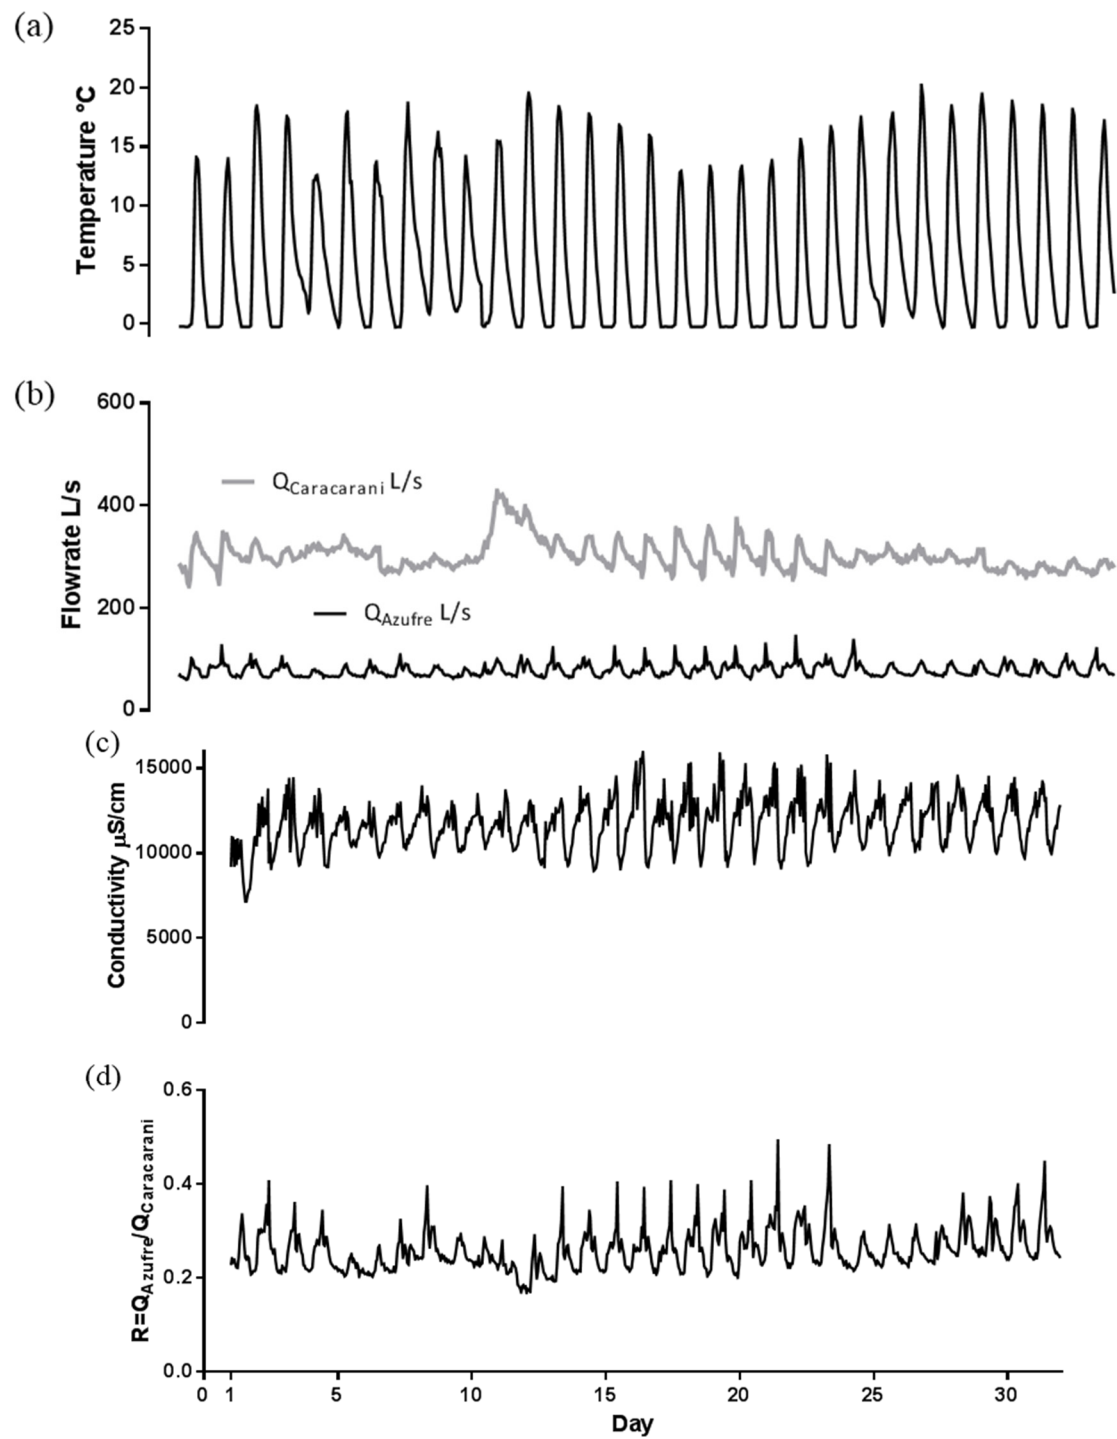 (a)
Temperature °C
25
20
15
10
5
0
(b)
Flowrate L/s
600
400
200
0
QCaracarani L/s
QAzufre L/s
(c)
Conductivity µS/cm
15000
10000
5000
0
(d)
R=QAzufre/QCaracarani
0.6
0.4
0.2
0.0
0 1 5 10 15 20 25 30
Day